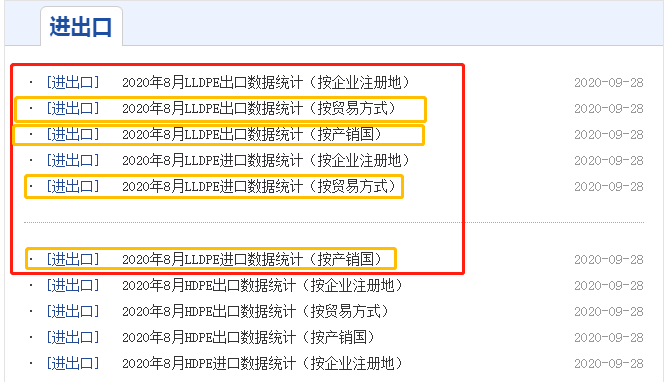 进出口
· [进出口] 2020年8月LLDPE出口数据统计（按企业注册地） 2020-09-28
· [进出口] 2020年8月LLDPE出口数据统计（按贸易方式） 2020-09-28
· [进出口] 2020年8月LLDPE出口数据统计（按产销国） 2020-09-28
· [进出口] 2020年8月LLDPE进口数据统计（按企业注册地） 2020-09-28
· [进出口] 2020年8月LLDPE进口数据统计（按贸易方式） 2020-09-28
· [进出口] 2020年8月LLDPE进口数据统计（按产销国） 2020-09-28
· [进出口] 2020年8月HDPE出口数据统计（按企业注册地） 2020-09-28
· [进出口] 2020年8月HDPE出口数据统计（按贸易方式） 2020-09-28
· [进出口] 2020年8月HDPE出口数据统计（按产销国） 2020-09-28
· [进出口] 2020年8月HDPE进口数据统计（按企业注册地） 2020-09-28